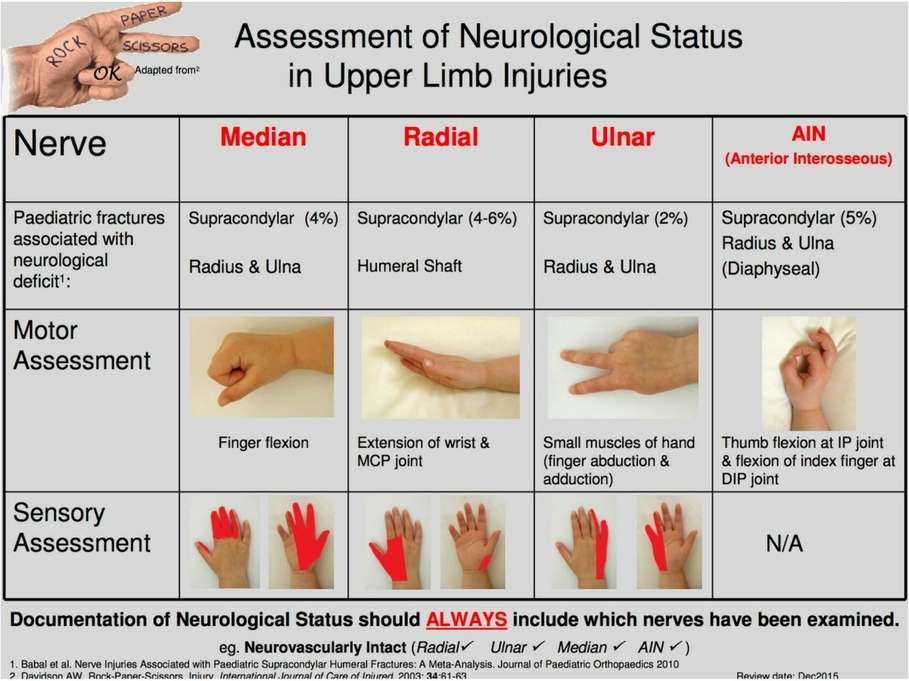 ROCK
PAPER
SCISSORS
OK
Adapted from²
Assessment of Neurological Status
in Upper Limb Injuries
Nerve
Median
Radial
Ulnar
AIN
(Anterior Interosseous)
Paediatric fractures
associated with
neurological
deficit¹:
Supracondylar (4%)
Radius & Ulna
Supracondylar (4-6%)
Humeral Shaft
Supracondylar (2%)
Radius & Ulna
Supracondylar (5%)
Radius & Ulna
(Diaphyseal)
Motor
Assessment
Finger flexion
Extension of wrist &
MCP joint
Small muscles of hand
(finger abduction &
adduction)
Thumb flexion at IP joint
& flexion of index finger at
DIP joint
Sensory
Assessment
N/A
Documentation of Neurological Status should ALWAYS include which nerves have been examined.
eg. Neurovascularly Intact (Radial✓ Ulnar ✓ Median ✓ AIN ✓ )
1. Babal et al. Nerve Injuries Associated with Paediatric Supracondylar Humeral Fractures: A Meta-Analysis. Journal of Paediatric Orthopaedics 2010
2. Davidson AW. Rock-Paper-Scissors. Injury. International Journal of Care of Injured. 2003; 34:61-63
Review date: Dec2015